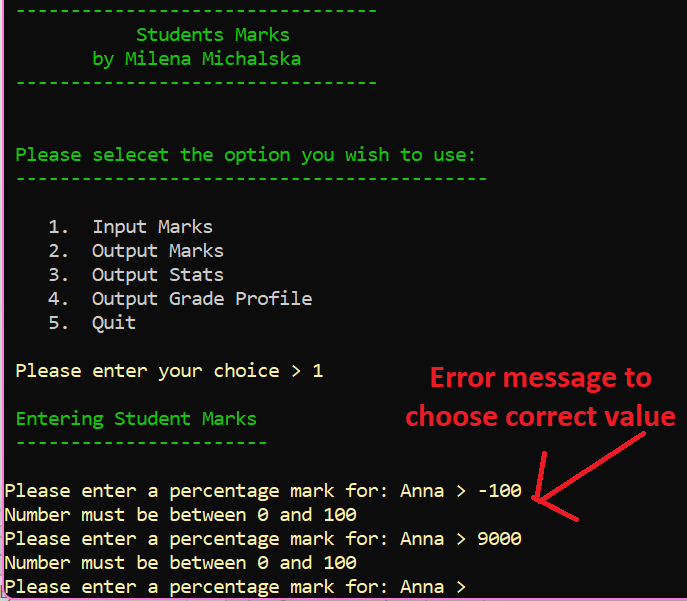 ---------------------------------
Students Marks
by Milena Michalska
---------------------------------
Please selecet the option you wish to use:
-------------------------------------------
1. Input Marks
2. Output Marks
3. Output Stats
4. Output Grade Profile
5. Quit
Please enter your choice > 1
Error message to
choose correct value
Entering Student Marks
-----------------------
Please enter a percentage mark for: Anna > -100
Number must be between 0 and 100
Please enter a percentage mark for: Anna > 9000
Number must be between 0 and 100
Please enter a percentage mark for: Anna >